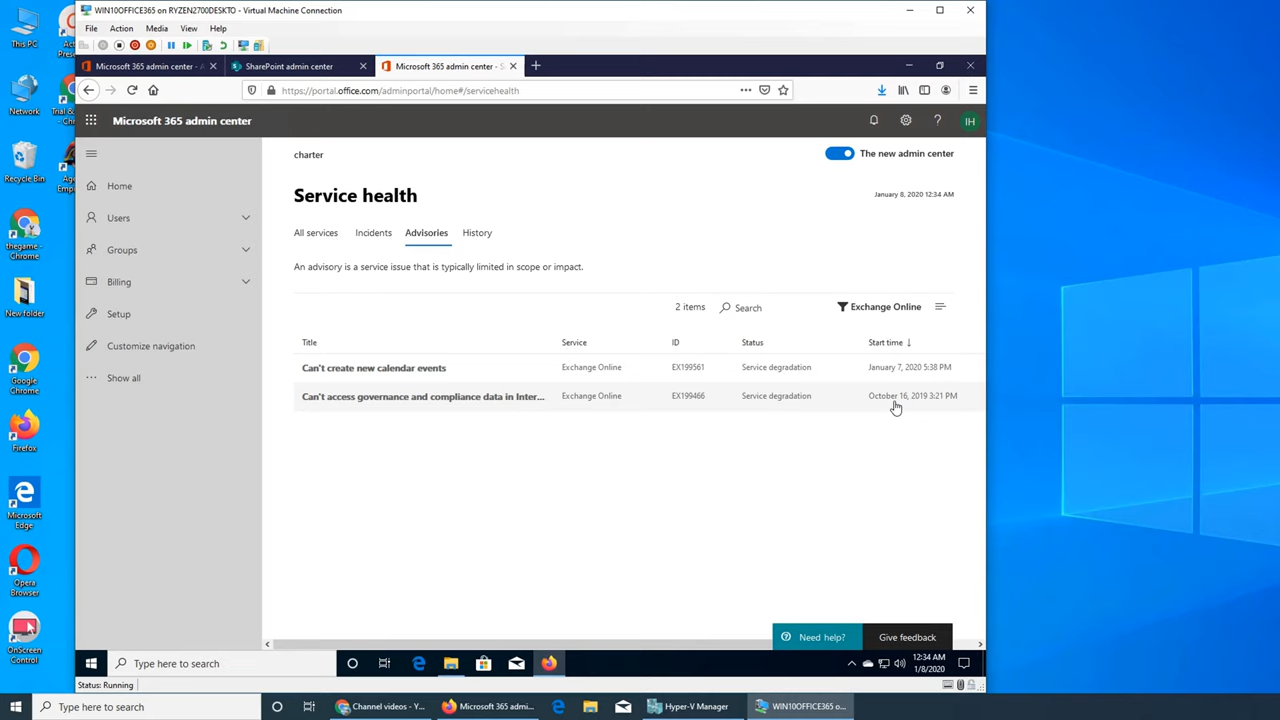 This PC
Network
Recycle Bin
thegame -
Chrome
New folder
Google
Chrome
Firefox
Microsoft
Edge
Opera
Browser
OnScreen
Control
WIN10OFFICE365 on RYZEN2700DESKTO - Virtual Machine Connection
File Action Media View Help
Microsoft 365 admin center - A
SharePoint admin center
Microsoft 365 admin center - S
https://portal.office.com/adminportal/home#/servicehealth
Microsoft 365 admin center
IH
charter
The new admin center
Home
Users
Groups
Billing
Setup
Customize navigation
Show all
Service health
January 8, 2020 12:34 AM
All services Incidents Advisories History
An advisory is a service issue that is typically limited in scope or impact.
2 items Search Exchange Online
Title Service ID Status Start time ↓
Can't create new calendar events Exchange Online EX199561 Service degradation January 7, 2020 5:38 PM
Can't access governance and compliance data in Inter... Exchange Online EX199466 Service degradation October 16, 2019 3:21 PM
Need help? Give feedback
Type here to search
12:34 AM
1/8/2020
Status: Running
Type here to search
Channel videos - Y...
Microsoft 365 admi...
Hyper-V Manager
WIN10OFFICE365 o...